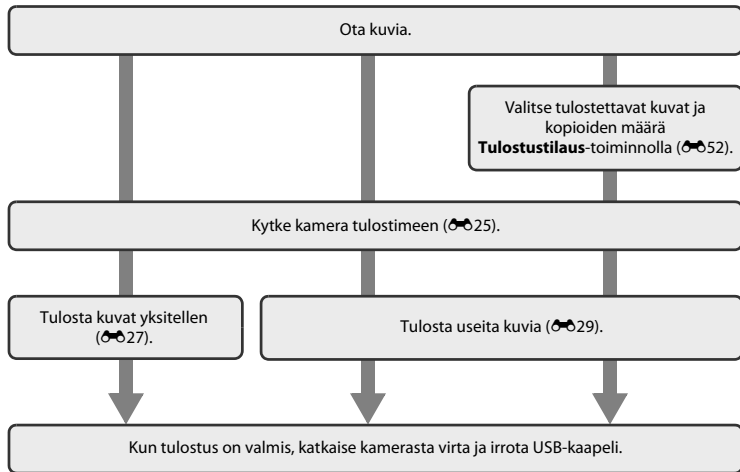 Ota kuvia.
Valitse tulostettavat kuvat ja
kopioiden määrä
Tulostustilaus-toiminnolla (52).
Kytke kamera tulostimeen (25).
Tulosta kuvat yksitellen
(27).
Tulosta useita kuvia (29).
Kun tulostus on valmis, katkaise kamerasta virta ja irrota USB-kaapeli.